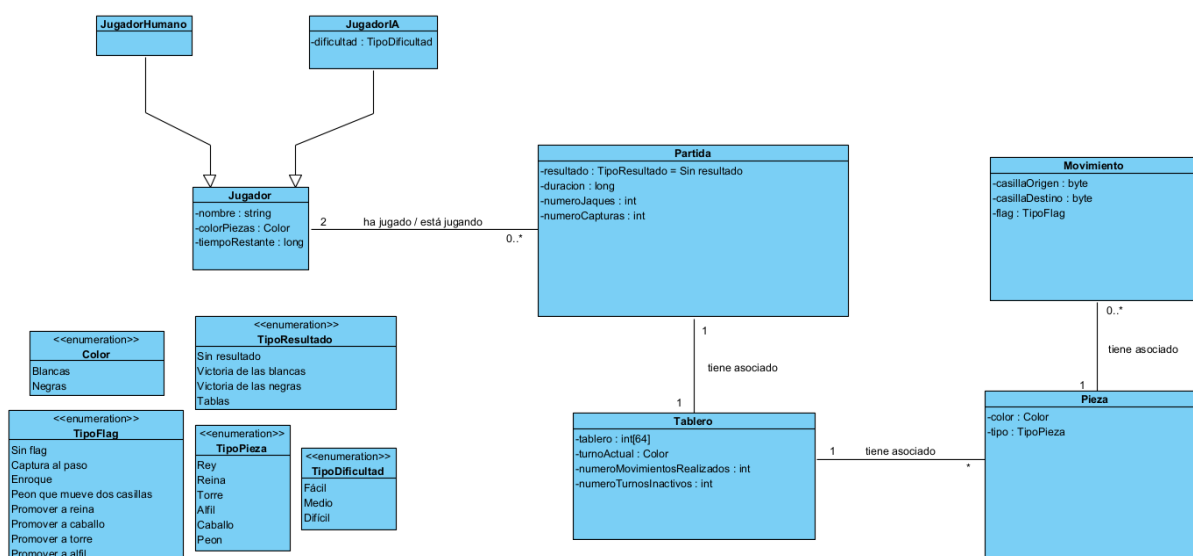 JugadorHumano
JugadorIA
-dificultad : TipoDificultad
Jugador
-nombre : string
-colorPiezas : Color
-tiempoRestante : long
2
ha jugado / está jugando
0..*
Partida
-resultado : TipoResultado = Sin resultado
-duracion : long
-numeroJaques : int
-numeroCapturas : int
Movimiento
-casillaOrigen : byte
-casillaDestino : byte
-flag : TipoFlag
0..*
tiene asociado
1
1
tiene asociado
1
<<enumeration>>
Color
Blancas
Negras
<<enumeration>>
TipoResultado
Sin resultado
Victoria de las blancas
Victoria de las negras
Tablas
<<enumeration>>
TipoFlag
Sin flag
Captura al paso
Enroque
Peon que mueve dos casillas
Promover a reina
Promover a caballo
Promover a torre
Promover a alfil
<<enumeration>>
TipoPieza
Rey
Reina
Torre
Alfil
Caballo
Peon
<<enumeration>>
TipoDificultad
Fácil
Medio
Difícil
Tablero
-tablero : int[64]
-turnoActual : Color
-numeroMovimientosRealizados : int
-numeroTurnosInactivos : int
1
tiene asociado
*
Pieza
-color : Color
-tipo : TipoPieza